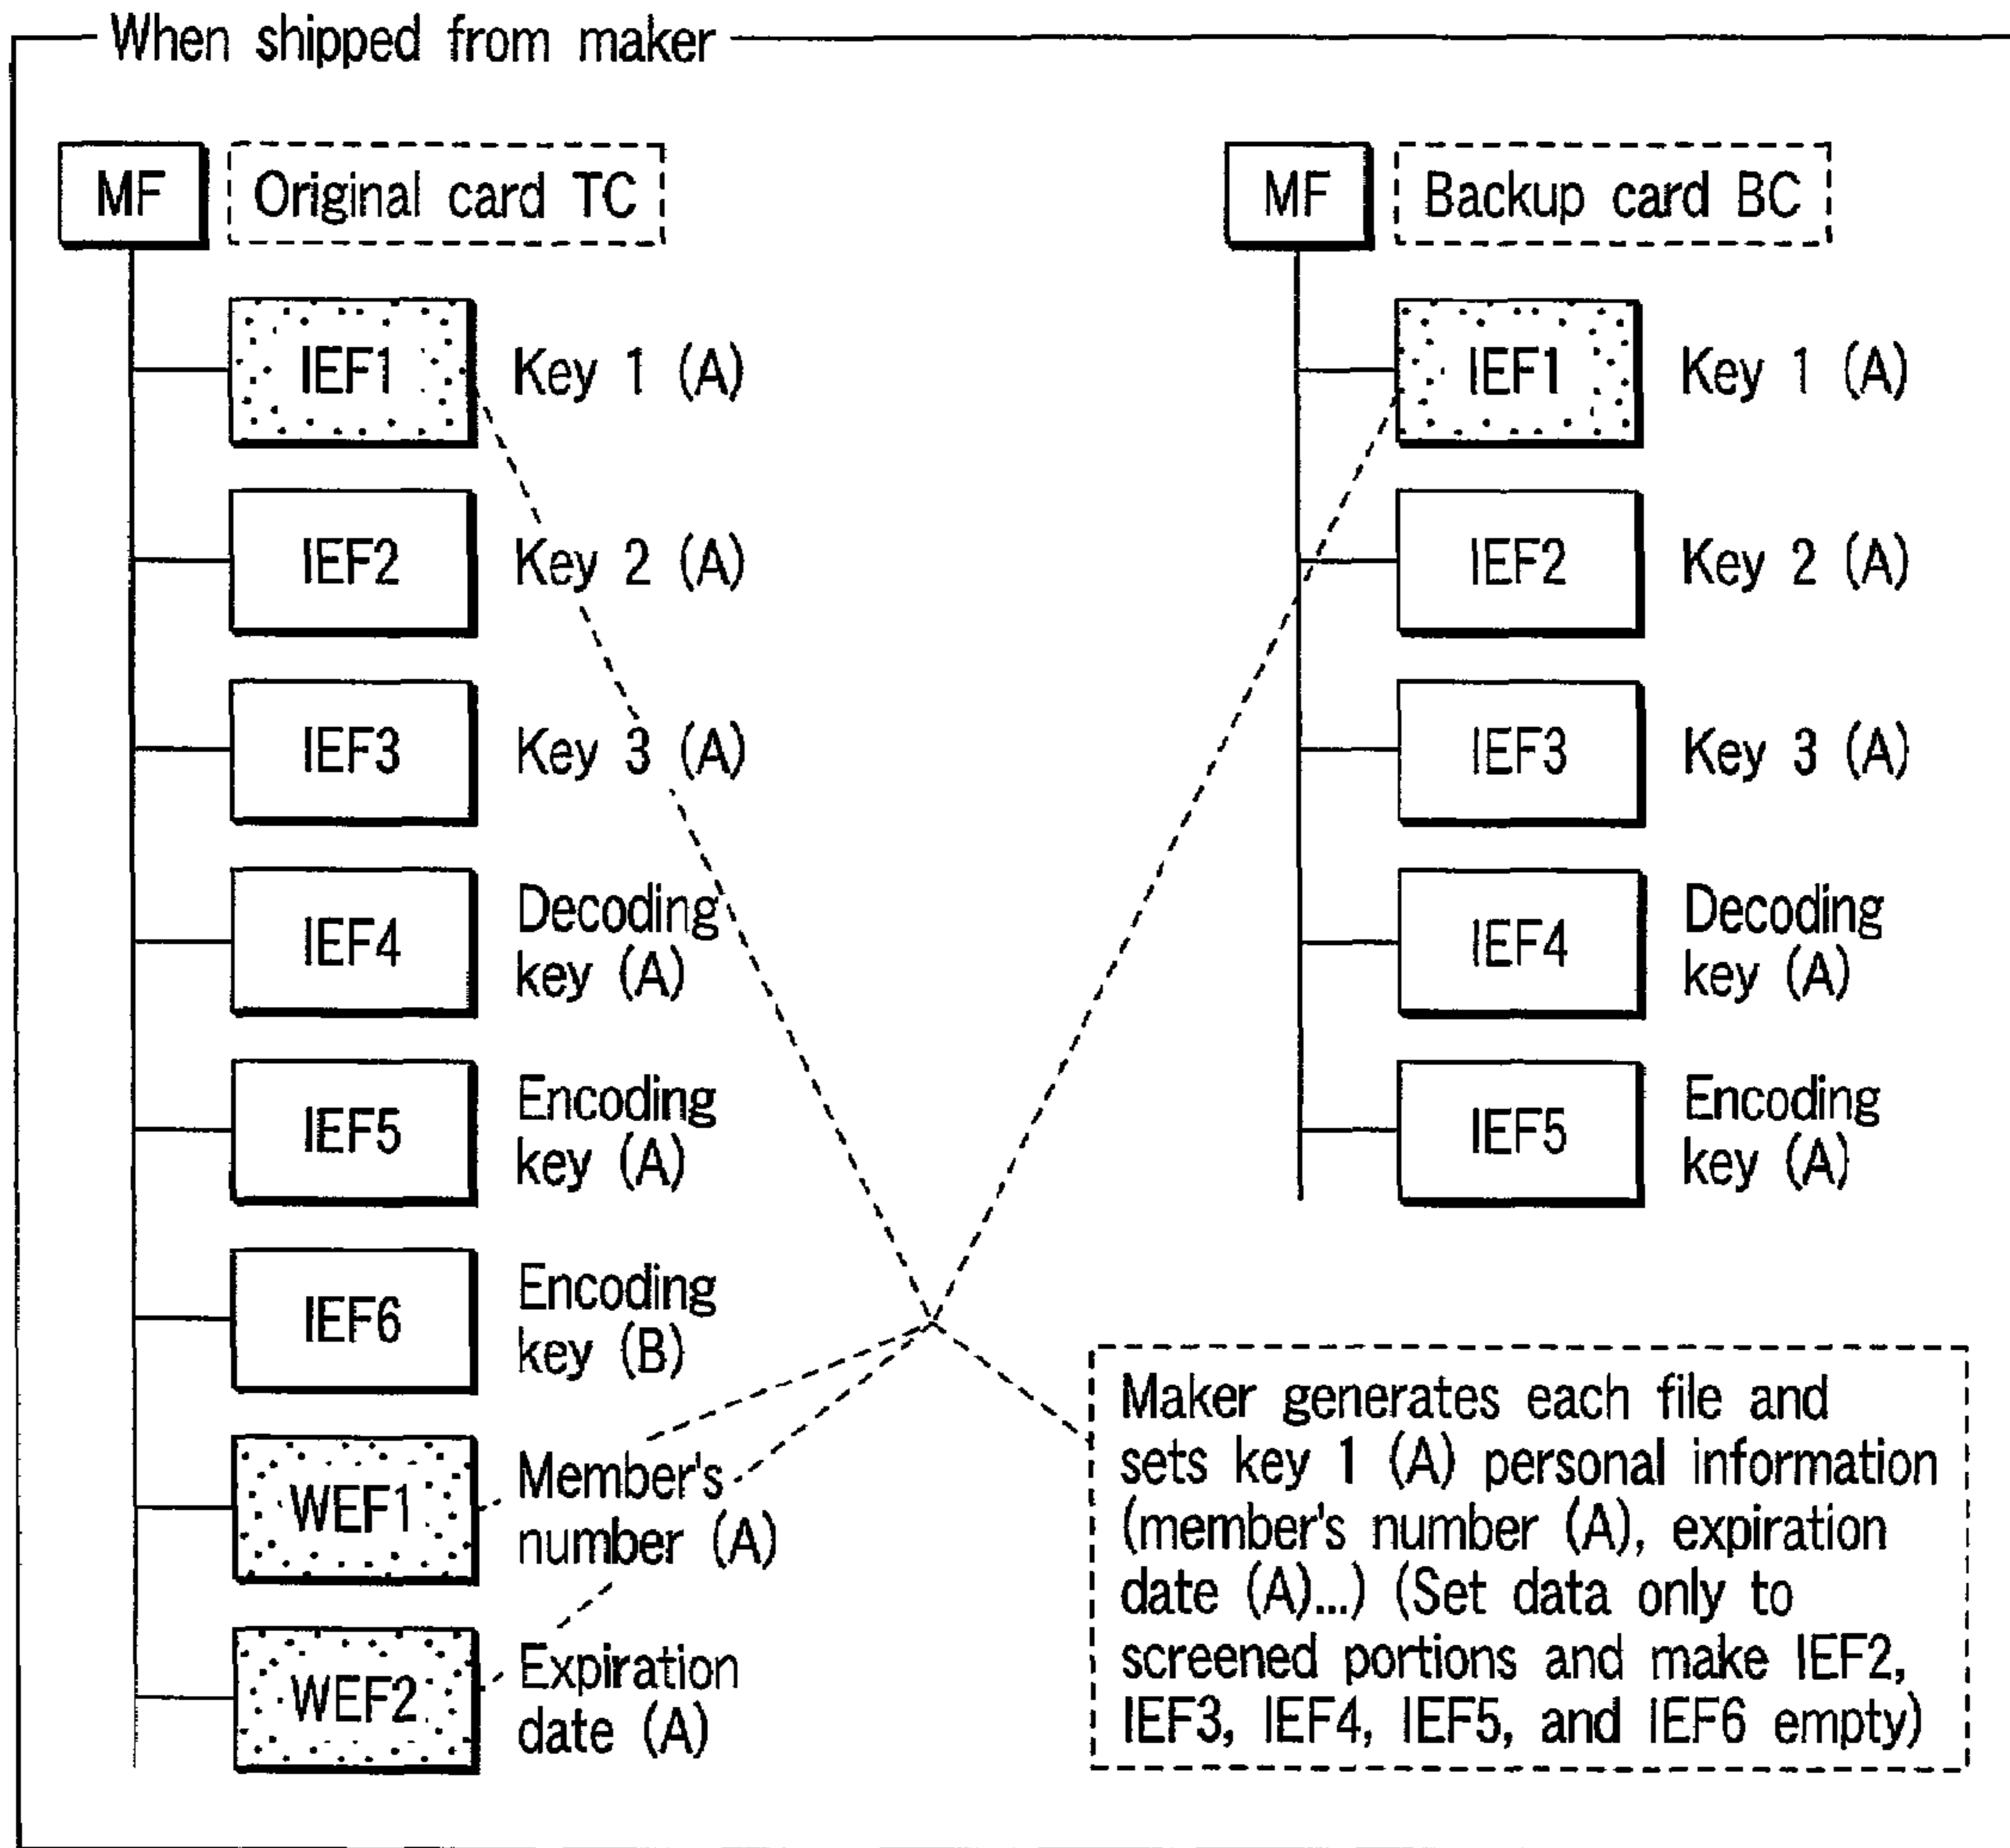 When shipped from maker
MF
Original card TC
IEF1
Key 1 (A)
IEF2
Key 2 (A)
IEF3
Key 3 (A)
IEF4
Decoding
key (A)
IEF5
Encoding
key (A)
IEF6
Encoding
key (B)
WEF1
Member's
number (A)
WEF2
Expiration
date (A)
MF
Backup card BC
IEF1
Key 1 (A)
IEF2
Key 2 (A)
IEF3
Key 3 (A)
IEF4
Decoding
key (A)
IEF5
Encoding
key (A)
Maker generates each file and
sets key 1 (A) personal information
(member's number (A), expiration
date (A)...) (Set data only to
screened portions and make IEF2,
IEF3, IEF4, IEF5, and IEF6 empty)